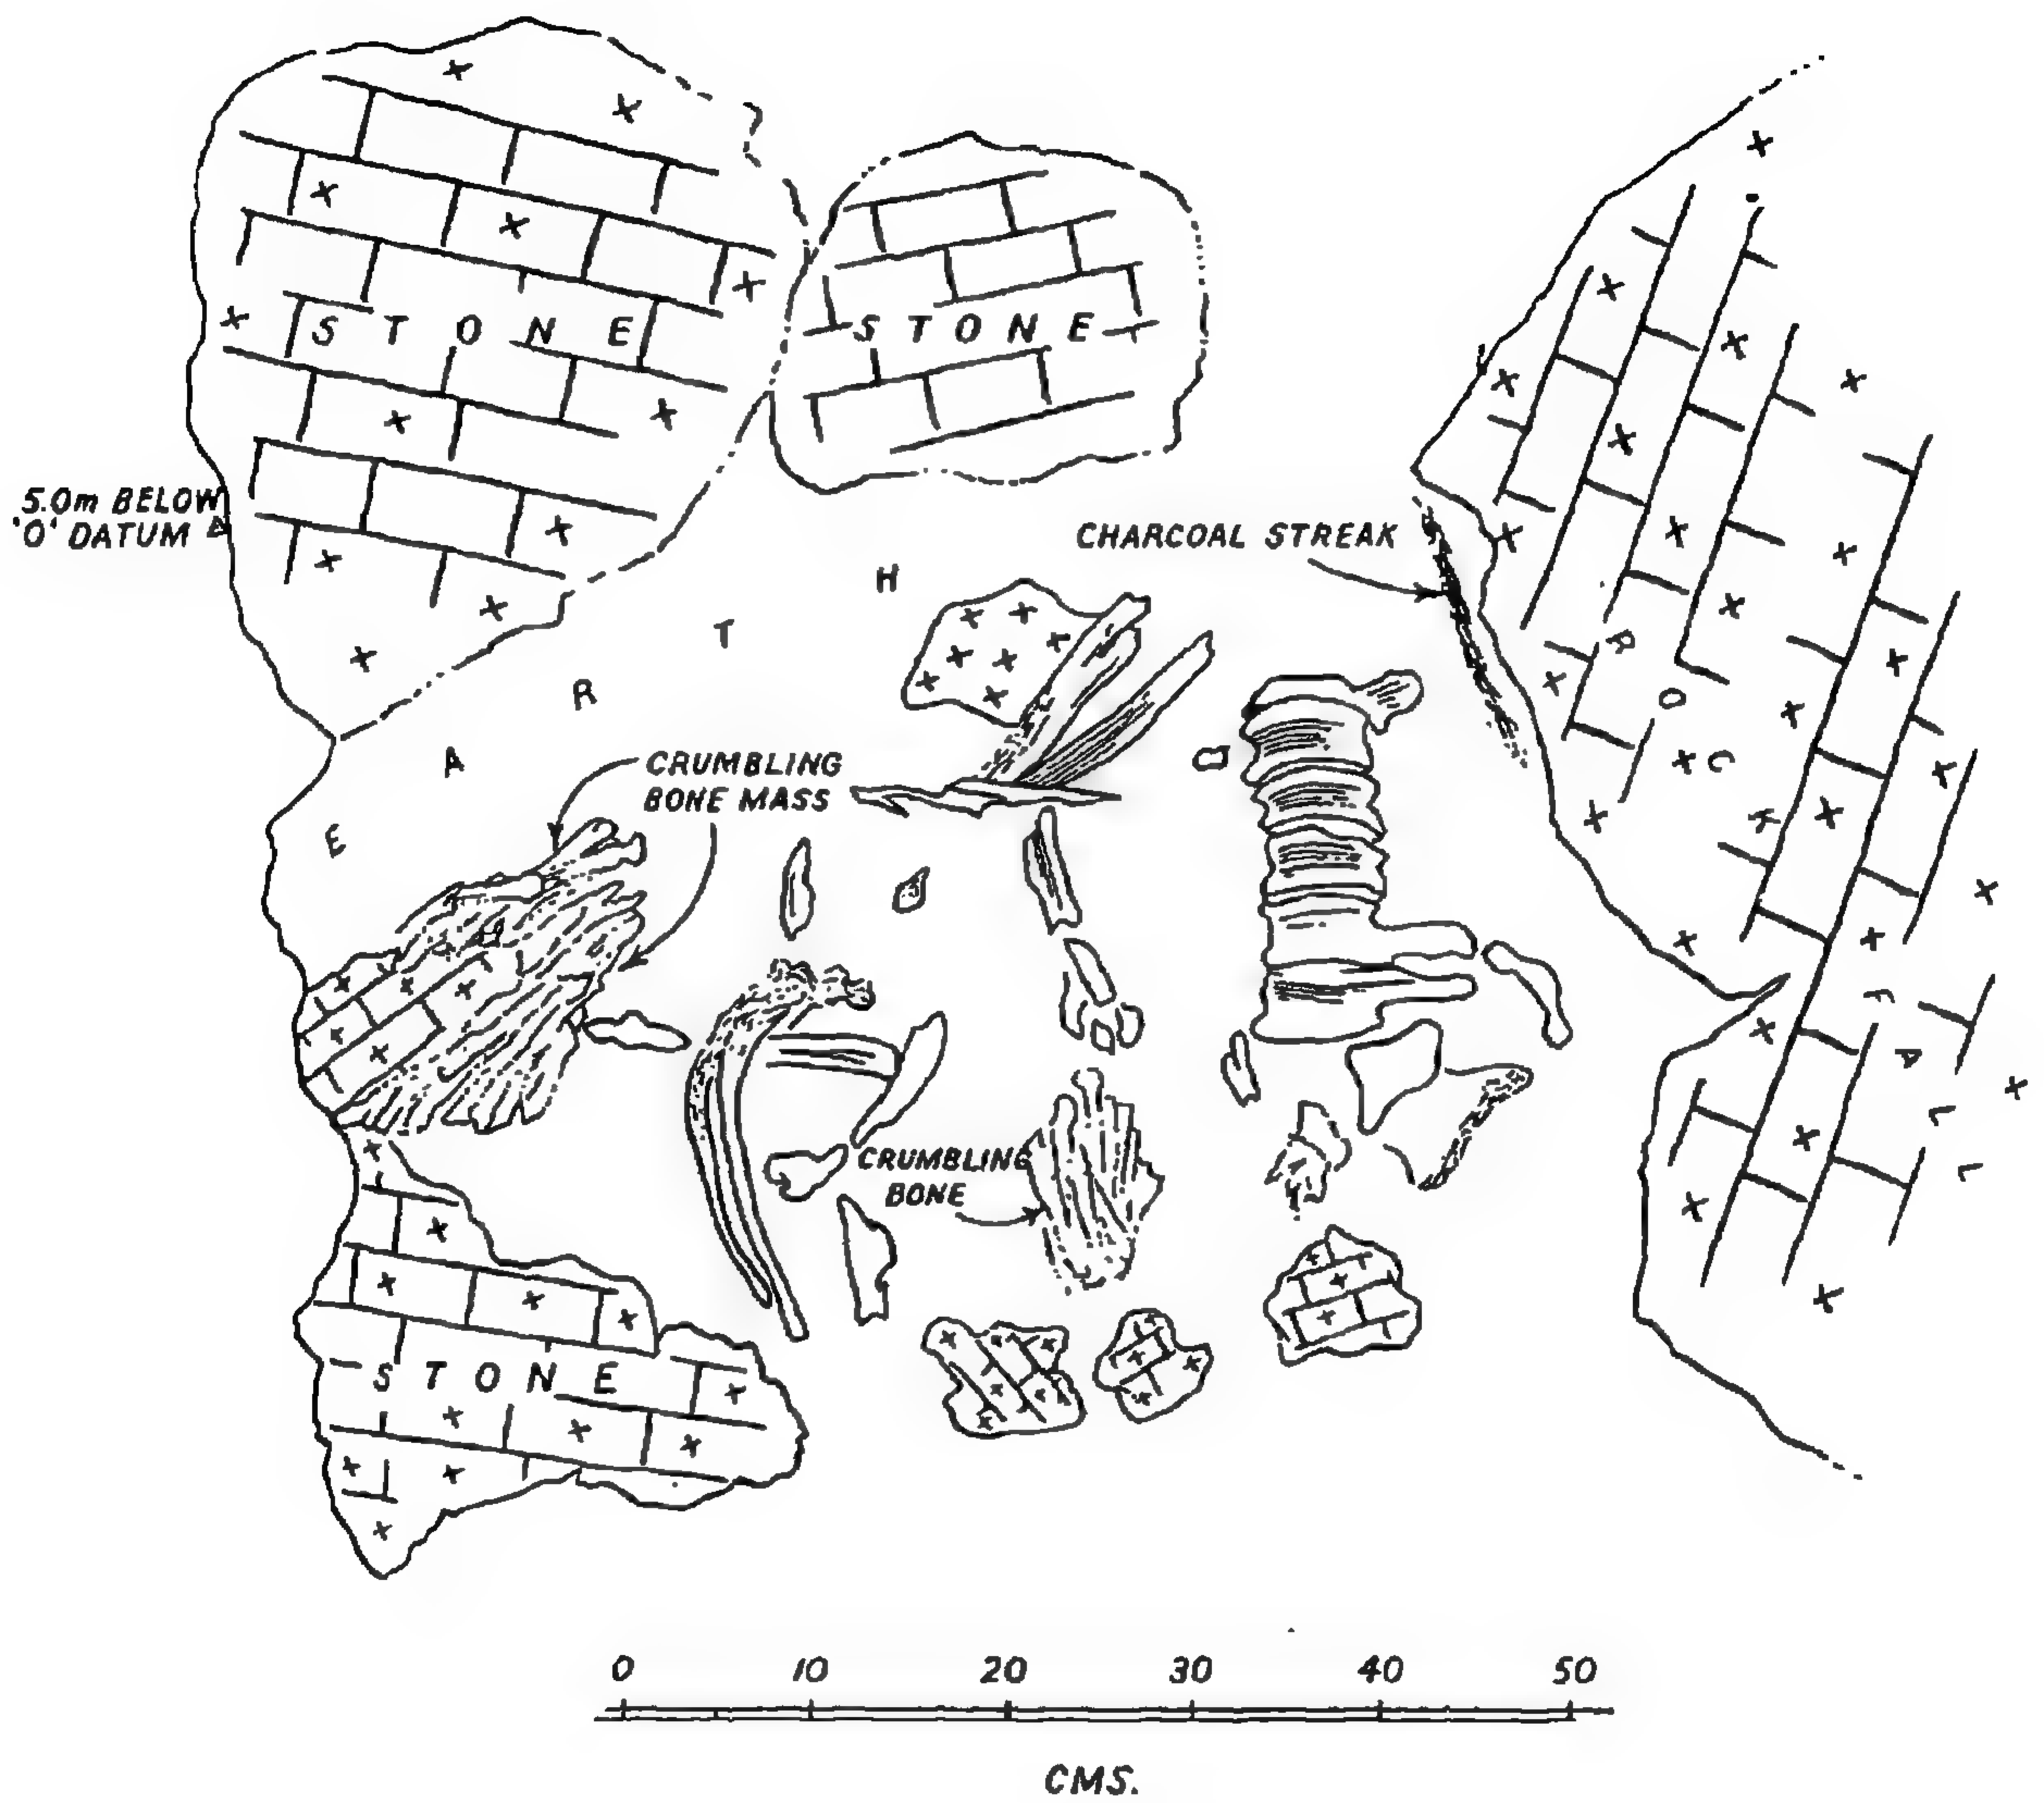 STONE
STONE
5.0m BELOW
'O' DATUM
CHARCOAL STREAK
EARTH
ROCK FALL
CRUMBLING
BONE MASS
CRUMBLING
BONE
STONE
0 10 20 30 40 50
CMS.